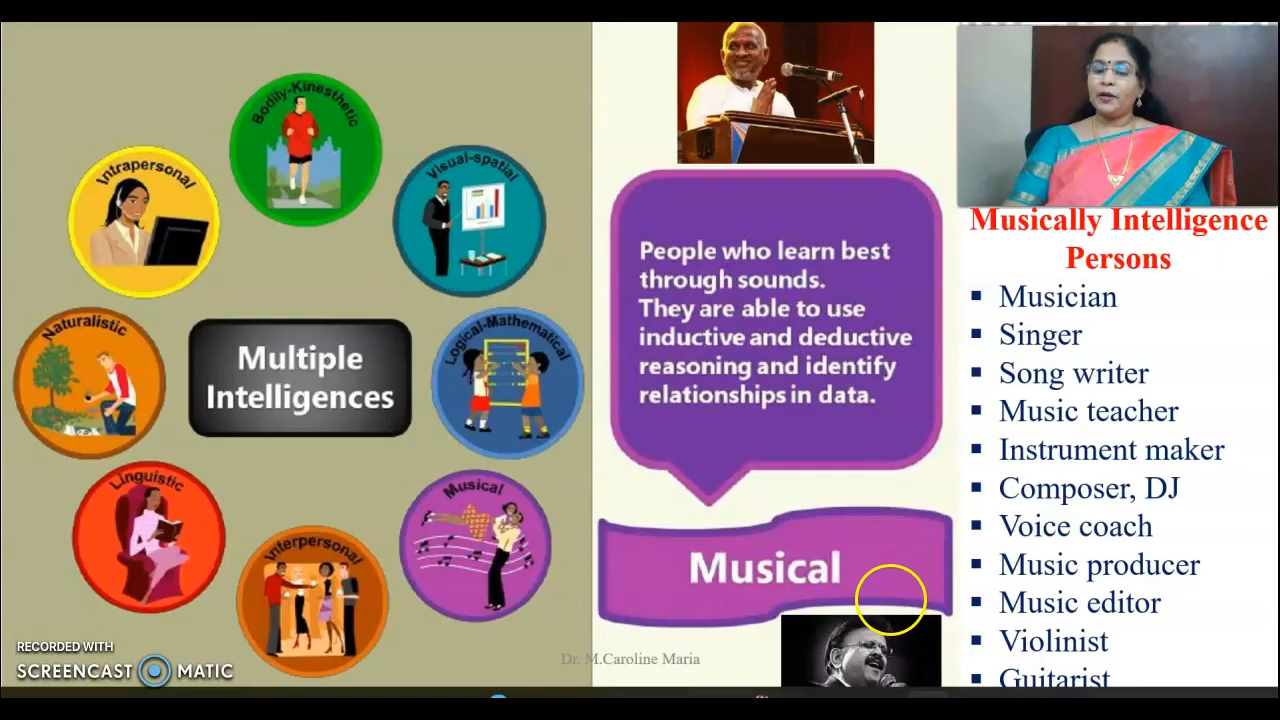 Bodily-Kinesthetic
Intrapersonal
Visual-spatial
Naturalistic
Multiple
Intelligences
Logical-Mathematical
Linguistic
Musical
Interpersonal
RECORDED WITH
SCREENCAST MATIC
People who learn best
through sounds.
They are able to use
inductive and deductive
reasoning and identify
relationships in data.
Musical
Dr. M.Caroline Maria
Musically Intelligence
Persons
▪ Musician
▪ Singer
▪ Song writer
▪ Music teacher
▪ Instrument maker
▪ Composer, DJ
▪ Voice coach
▪ Music producer
▪ Music editor
▪ Violinist
▪ Guitarist